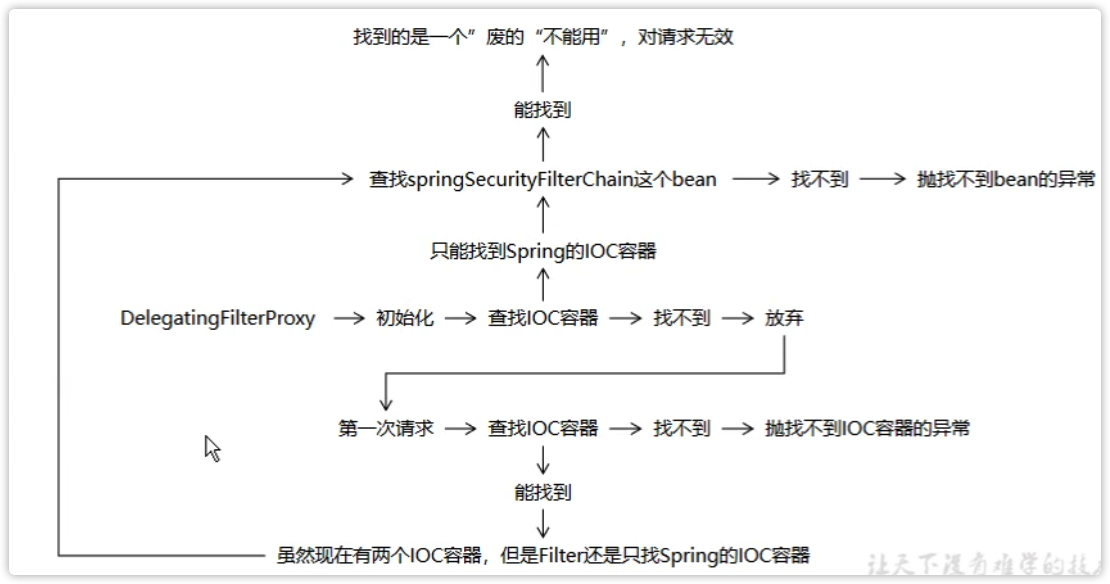 找到的是一个”废的“不能用”，对请求无效
能找到
查找springSecurityFilterChain这个bean 找不到 抛找不到bean的异常
只能找到Spring的IOC容器
DelegatingFilterProxy 初始化 查找IOC容器 找不到 放弃
第一次请求 查找IOC容器 找不到 抛找不到IOC容器的异常
能找到
虽然现在有两个IOC容器，但是Filter还是只找Spring的IOC容器
让天下没有难学的技